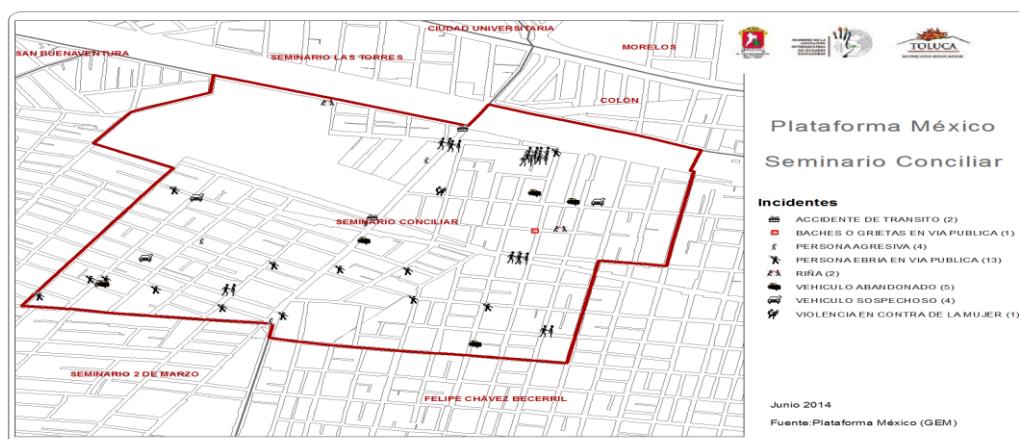 CIUDAD UNIVERSITARIA
SAN BUENAVENTURA
SEMINARIO LAS TORRES
MORELOS
COLÓN
SEMINARIO CONCILIAR
SEMINARIO 2 DE MARZO
FELIPE CHÁVEZ BECERRIL
TOLUCA
MUNICIPIO EDUCADOR
Plataforma México
Seminario Conciliar
Incidentes
ACCIDENTE DE TRANSITO (2)
BACHES O GRIETAS EN VIA PUBLICA (1)
PERSONA AGRESIVA (4)
PERSONA EBRIA EN VIA PUBLICA (13)
RIÑA (2)
VEHICULO ABANDONADO (5)
VEHICULO SOSPECHOSO (4)
VIOLENCIA EN CONTRA DE LA MUJER (1)
Junio 2014
Fuente:Plataforma México (GEM)